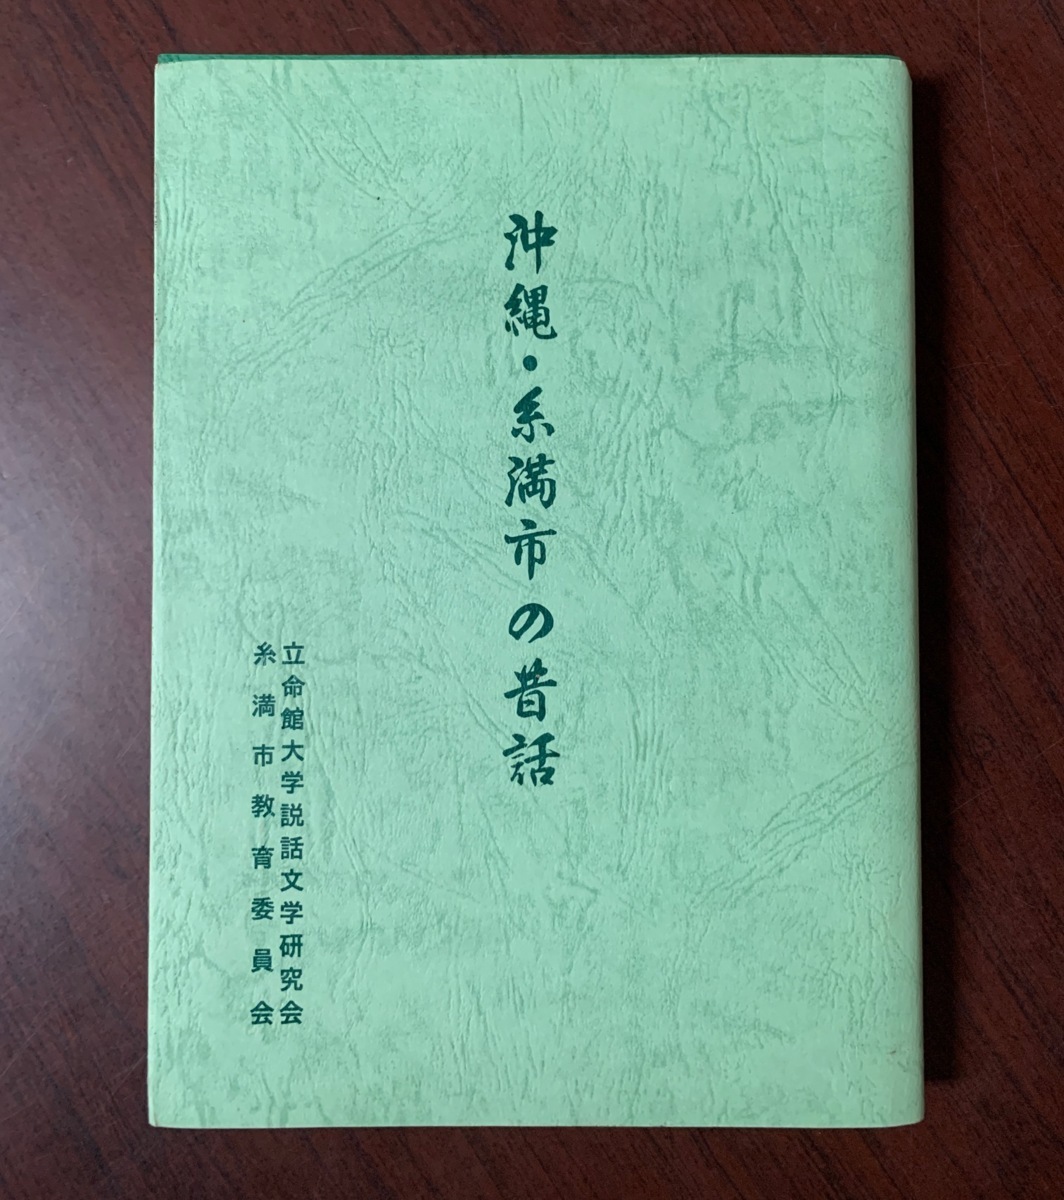 沖縄・糸満市の昔話
立命館大学説話文学研究会
糸満市教育委員会